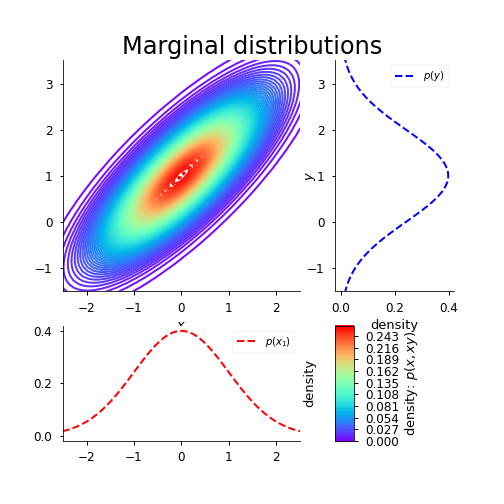 Marginal distributions
3
2
1
0
−1
−2 −1 0 1 2
y
3
2
1
0
−1
0.0 0.2 0.4
p(y)
density
0.4
0.2
0.0
−2 −1 0 1 2
p(x₁)
density
0.243
0.216
0.189
0.162
0.135
0.108
0.081
0.054
0.027
0.000
density: p(x, xy)